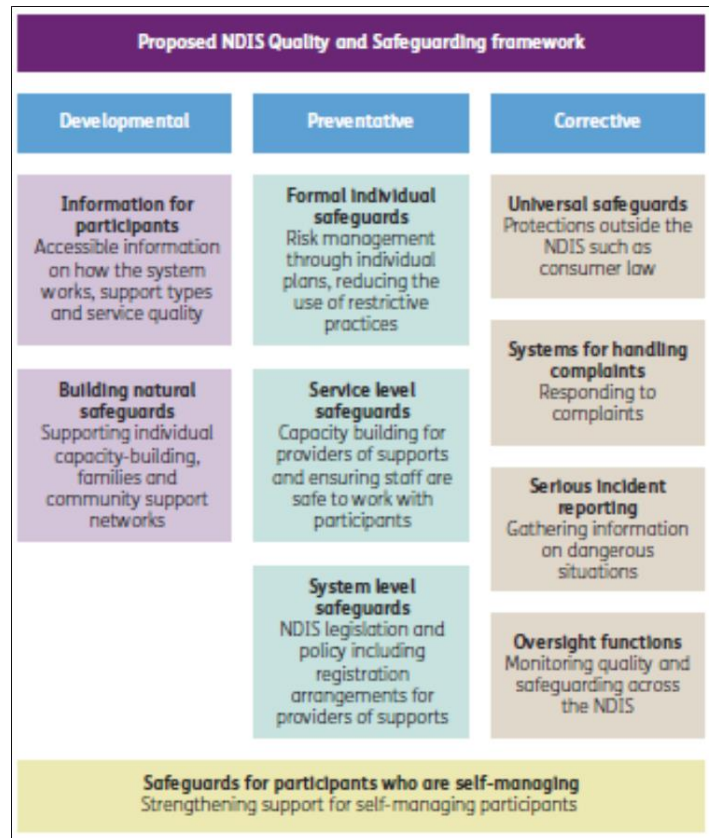 Proposed NDIS Quality and Safeguarding framework
Developmental
Preventative
Corrective
Information for
participants
Accessible information
on how the system
works, support types
and service quality
Building natural
safeguards
Supporting individual
capacity-building,
families and
community support
networks
Formal individual
safeguards
Risk management
through individual
plans, reducing the
use of restrictive
practices
Service level
safeguards
Capacity building for
providers of supports
and ensuring staff are
safe to work with
participants
System level
safeguards
NDIS legislation and
policy including
registration
arrangements for
providers of supports
Universal safeguards
Protections outside the
NDIS such as
consumer law
Systems for handling
complaints
Responding to
complaints
Serious incident
reporting
Gathering information
on dangerous
situations
Oversight functions
Monitoring quality and
safeguarding across
the NDIS
Safeguards for participants who are self-managing
Strengthening support for self-managing participants